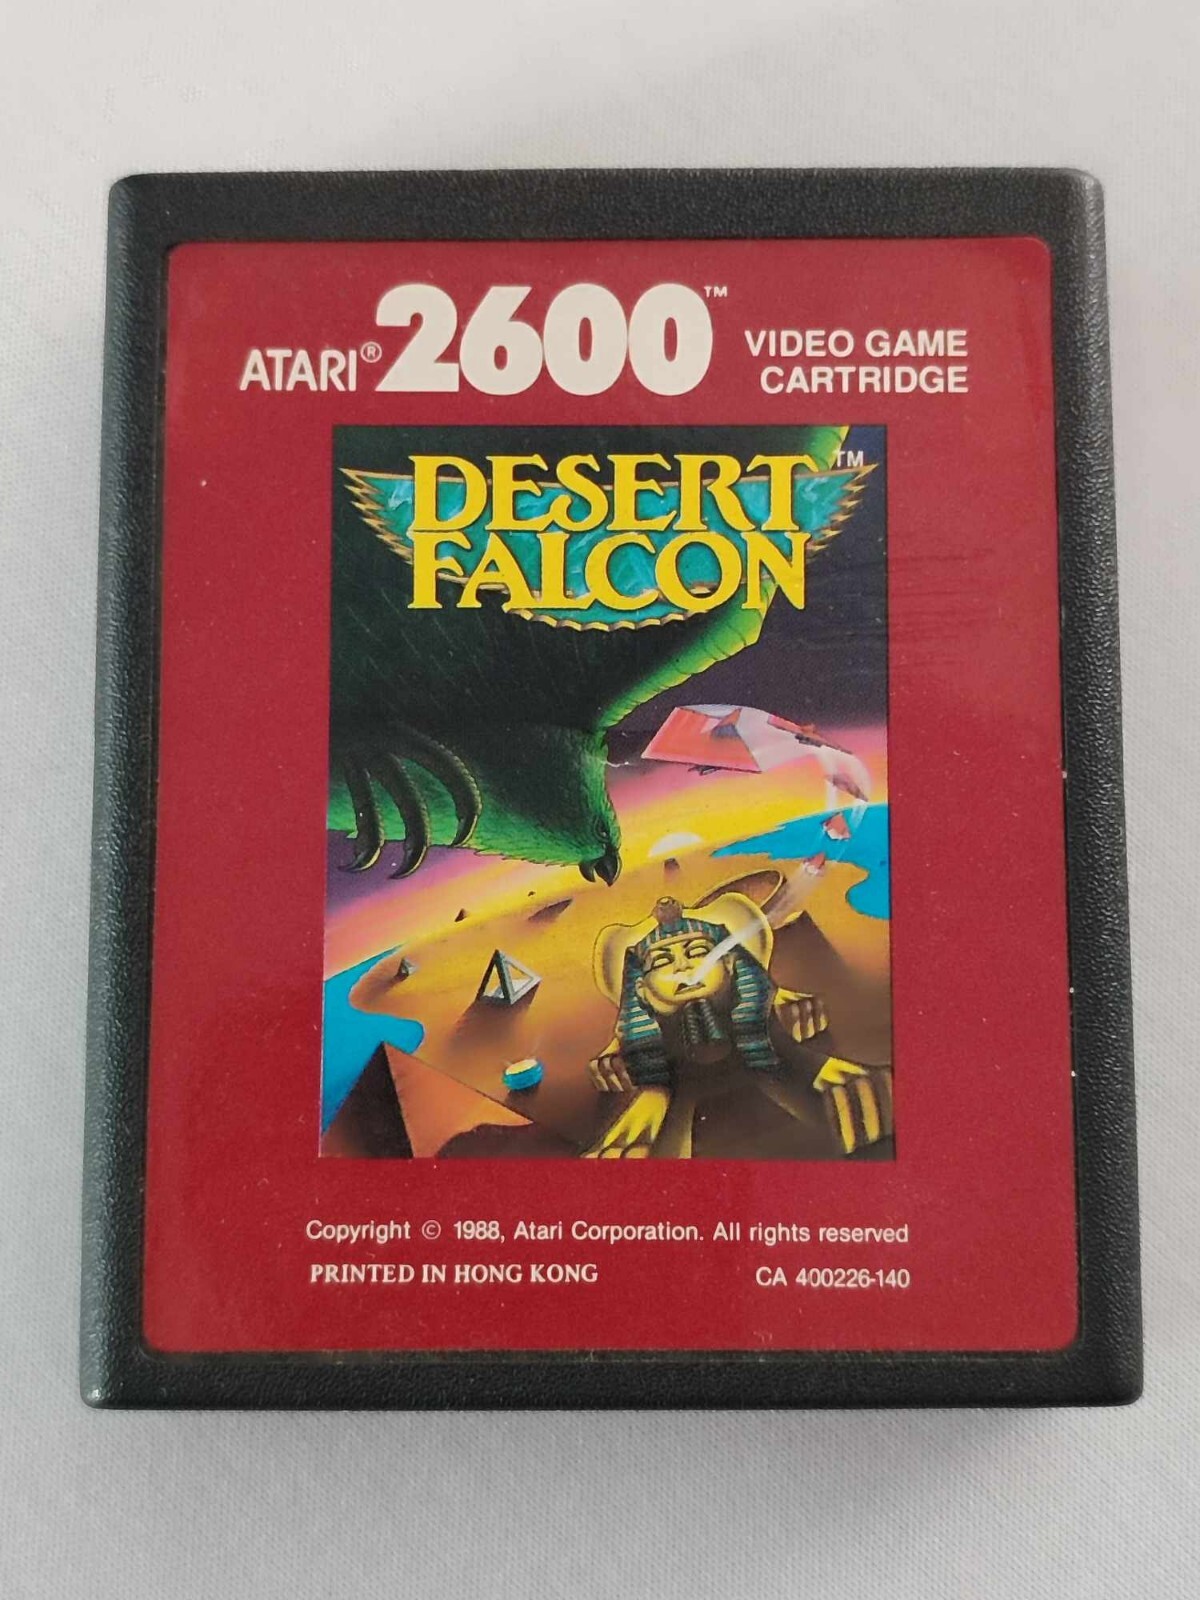 ATARI® 2600™ VIDEO GAME
CARTRIDGE
DESERT™
FALCON
Copyright © 1988, Atari Corporation. All rights reserved
PRINTED IN HONG KONG CA 400226-140